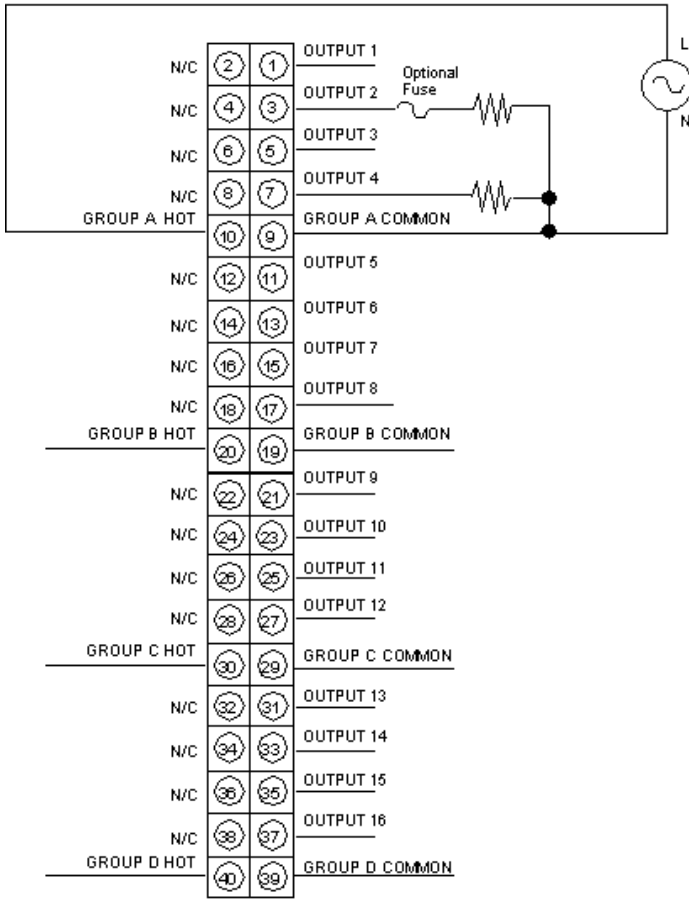 L
OUTPUT 1
N/C 2 1
Optional
Fuse
OUTPUT 2
N/C 4 3
N
OUTPUT 3
N/C 6 5
OUTPUT 4
N/C 8 7
GROUP A HOT 10 9 GROUP A COMMON
OUTPUT 5
N/C 12 11
OUTPUT 6
N/C 14 13
OUTPUT 7
N/C 16 15
OUTPUT 8
N/C 18 17
GROUP B HOT 20 19 GROUP B COMMON
OUTPUT 9
N/C 22 21
OUTPUT 10
N/C 24 23
OUTPUT 11
N/C 26 25
OUTPUT 12
N/C 28 27
GROUP C HOT 30 29 GROUP C COMMON
OUTPUT 13
N/C 32 31
OUTPUT 14
N/C 34 33
OUTPUT 15
N/C 36 35
OUTPUT 16
N/C 38 37
GROUP D HOT 40 39 GROUP D COMMON